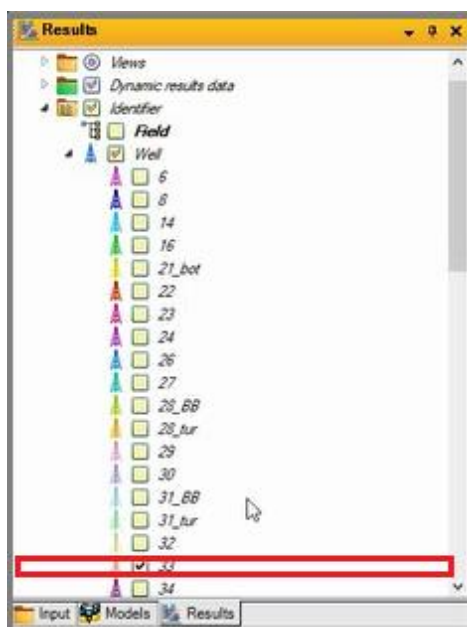 Results
Views
Dynamic results data
Identifier
Field
Well
6
8
14
16
21_bot
22
23
24
26
27
28_BB
28_tur
29
30
31_BB
31_tur
32
33
34
Input Models Results